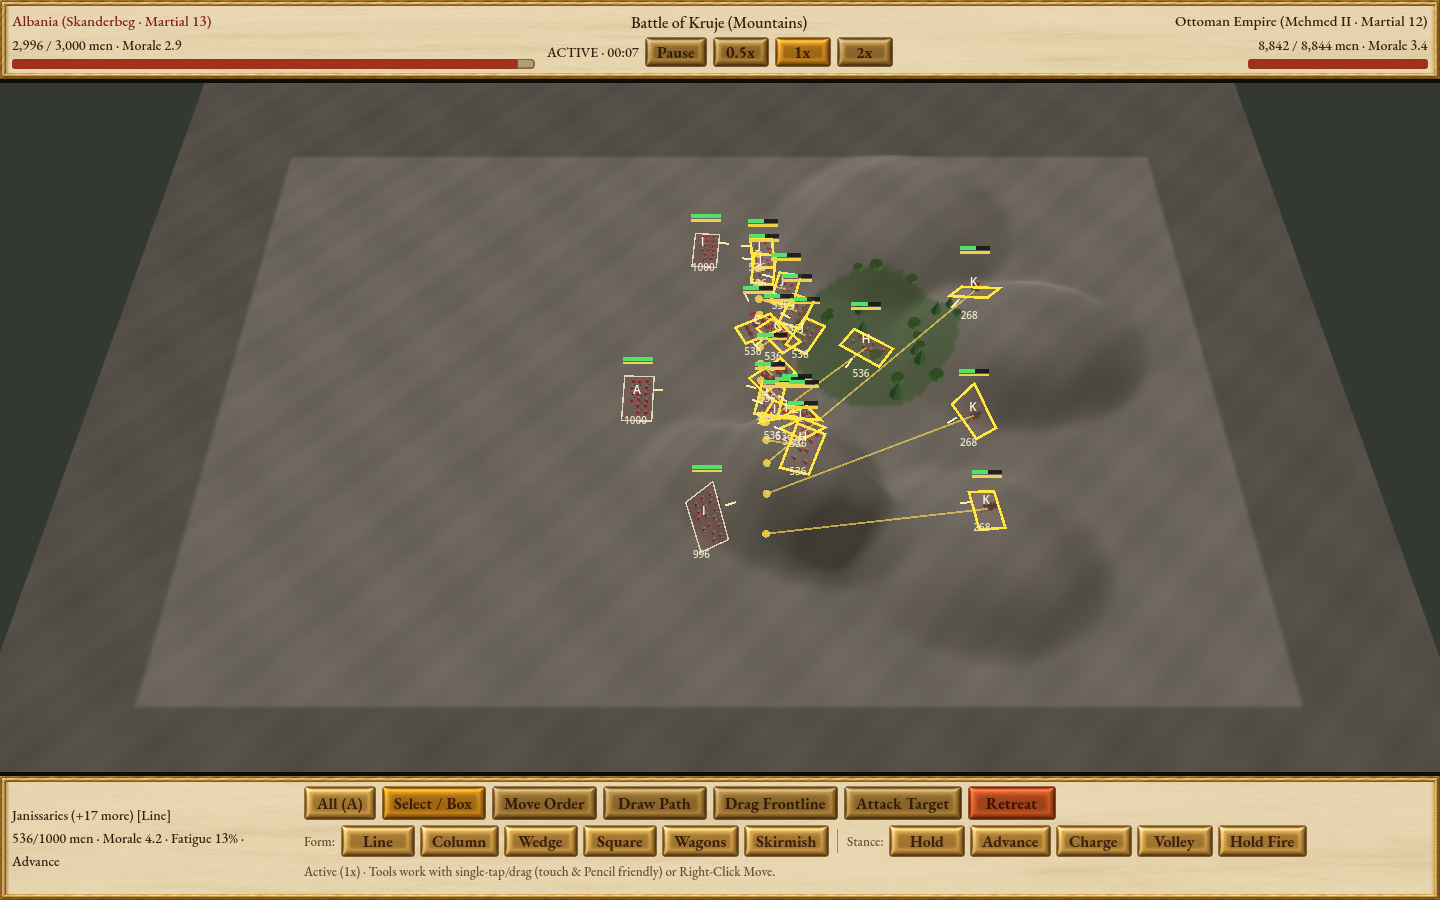 Albania (Skanderbeg · Martial 13)
2,996 / 3,000 men · Morale 2.9
Battle of Kruje (Mountains)
ACTIVE · 00:07
Pause
0.5x
1x
2x
Ottoman Empire (Mehmed II · Martial 12)
8,842 / 8,844 men · Morale 3.4
1000
K
268
H
536
536
536
536
A
1000
K
268
536
K
268
I
996
Janissaries (+17 more) [Line]
536/1000 men · Morale 4.2 · Fatigue 13% ·
Advance
All (A)
Select / Box
Move Order
Draw Path
Drag Frontline
Attack Target
Retreat
Form:
Line
Column
Wedge
Square
Wagons
Skirmish
Stance:
Hold
Advance
Charge
Volley
Hold Fire
Active (1x) · Tools work with single-tap/drag (touch & Pencil friendly) or Right-Click Move.